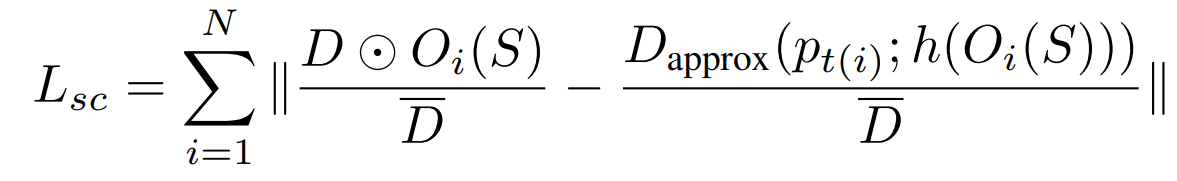 L_{sc} = \sum_{i=1}^{N} \| \frac{D \odot O_i(S)}{\overline{D}} - \frac{D_{\text{approx}}(p_{t(i)}; h(O_i(S)))}{\overline{D}} \|